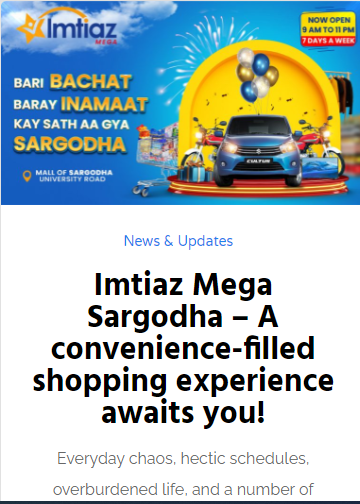 Imtiaz
MEGA
NOW OPEN
9 AM TO 11 PM
7 DAYS A WEEK
BARI BACHAT
BARAY INAMAAT
KAY SATH AA GYA
SARGODHA
MALL OF SARGODHA
UNIVERSITY ROAD
CULTUS
News & Updates
Imtiaz Mega
Sargodha – A
convenience-filled
shopping experience
awaits you!
Everyday chaos, hectic schedules,
overburdened life, and a number of